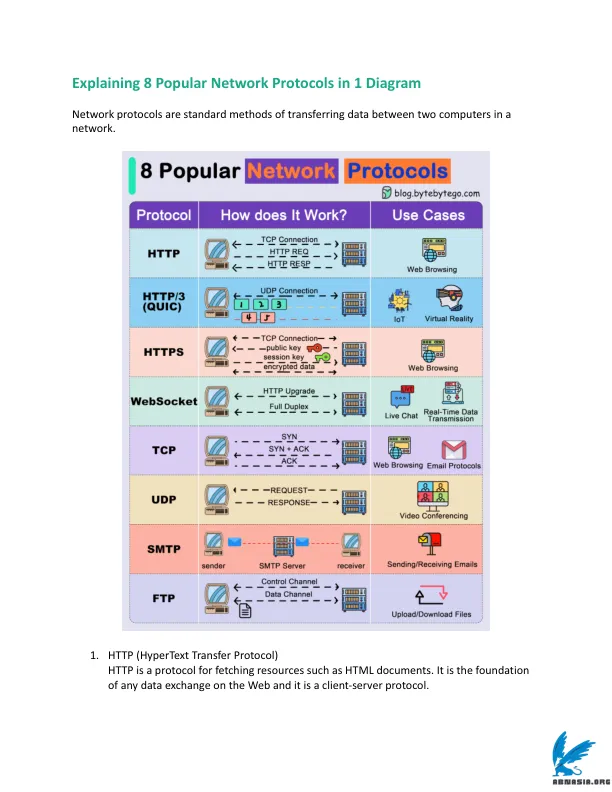 Explaining 8 Popular Network Protocols in 1 Diagram
Network protocols are standard methods of transferring data between two computers in a
network.
8 Popular Network Protocols
blog.bytebytego.com
Protocol How does It Work? Use Cases
HTTP
TCP Connection
HTTP REQ
HTTP RESP
Web Browsing
HTTP/3
(QUIC)
UDP Connection
1 2 3
4 5
IoT Virtual Reality
HTTPS
TCP Connection
public key
session key
encrypted data
Web Browsing
WebSocket
HTTP Upgrade
Full Duplex
LIVE
Live Chat
Real-Time Data
Transmission
TCP
SYN
SYN + ACK
ACK
Web Browsing Email Protocols
UDP
REQUEST
RESPONSE
Video Conferencing
SMTP
sender SMTP Server receiver
Sending/Receiving Emails
FTP
Control Channel
Data Channel
Upload/Download Files
1. HTTP (HyperText Transfer Protocol)
HTTP is a protocol for fetching resources such as HTML documents. It is the foundation
of any data exchange on the Web and it is a client-server protocol.
ABNASIA.ORG